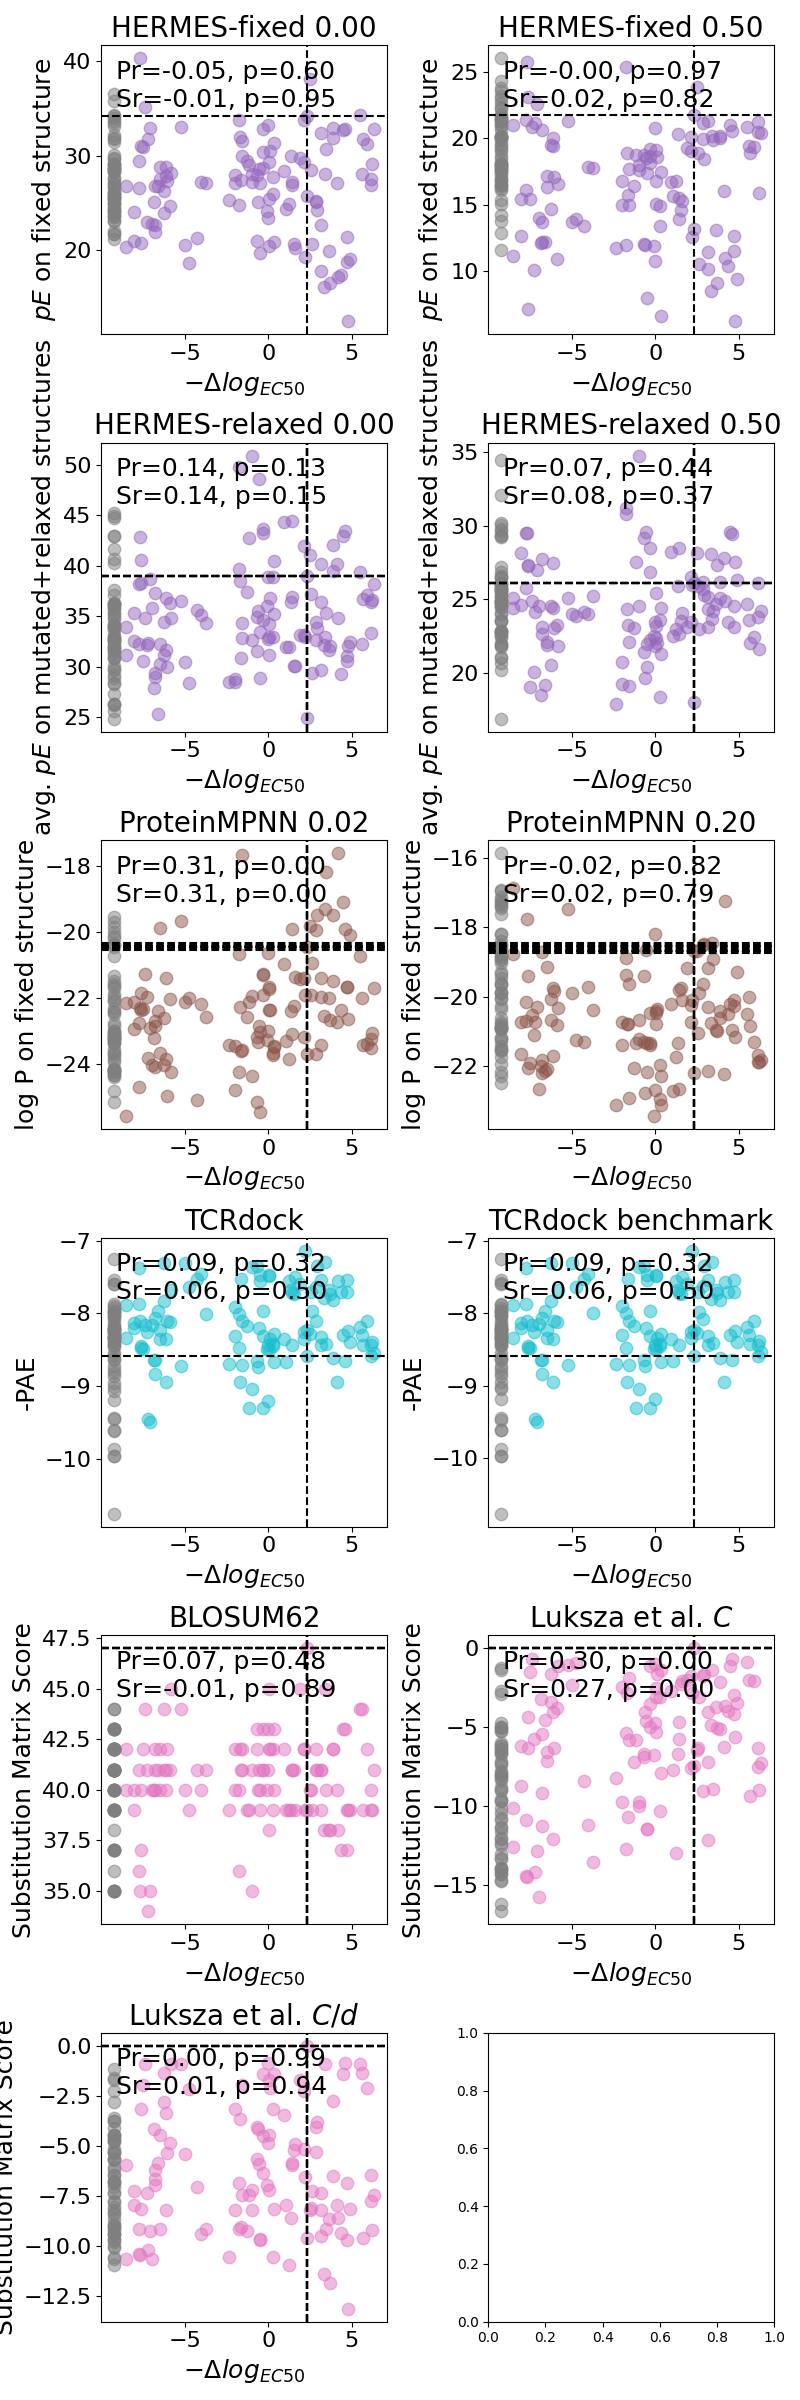 HERMES-fixed 0.00
Pr=-0.05, p=0.60
Sr=-0.01, p=0.95
40
30
20
pE on fixed structure
−5 0 5
−Δlog_EC50
HERMES-fixed 0.50
Pr=-0.00, p=0.97
Sr=0.02, p=0.82
25
20
15
10
pE on fixed structure
−5 0 5
−Δlog_EC50
HERMES-relaxed 0.00
Pr=0.14, p=0.13
Sr=0.14, p=0.15
50
45
40
35
30
25
avg. pE on mutated+relaxed structures
−5 0 5
−Δlog_EC50
HERMES-relaxed 0.50
Pr=0.07, p=0.44
Sr=0.08, p=0.37
35
30
25
20
avg. pE on mutated+relaxed structures
−5 0 5
−Δlog_EC50
ProteinMPNN 0.02
Pr=0.31, p=0.00
Sr=0.31, p=0.00
−18
−20
−22
−24
log P on fixed structure
−5 0 5
−Δlog_EC50
ProteinMPNN 0.20
Pr=-0.02, p=0.82
Sr=0.02, p=0.79
−16
−18
−20
−22
log P on fixed structure
−5 0 5
−Δlog_EC50
TCRdock
Pr=0.09, p=0.32
Sr=0.06, p=0.50
−7
−8
−9
−10
-PAE
−5 0 5
−Δlog_EC50
TCRdock benchmark
Pr=0.09, p=0.32
Sr=0.06, p=0.50
−7
−8
−9
−10
-PAE
−5 0 5
−Δlog_EC50
BLOSUM62
Pr=0.07, p=0.48
Sr=-0.01, p=0.89
47.5
45.0
42.5
40.0
37.5
35.0
Substitution Matrix Score
−5 0 5
−Δlog_EC50
Luksza et al. C
Pr=0.30, p=0.00
Sr=0.27, p=0.00
0
−5
−10
−15
Substitution Matrix Score
−5 0 5
−Δlog_EC50
Luksza et al. C/d
Pr=0.00, p=0.99
Sr=0.01, p=0.94
0.0
−2.5
−5.0
−7.5
−10.0
−12.5
Substitution Matrix Score
−5 0 5
−Δlog_EC50
1.0
0.8
0.6
0.4
0.2
0.0
0.0 0.2 0.4 0.6 0.8 1.0